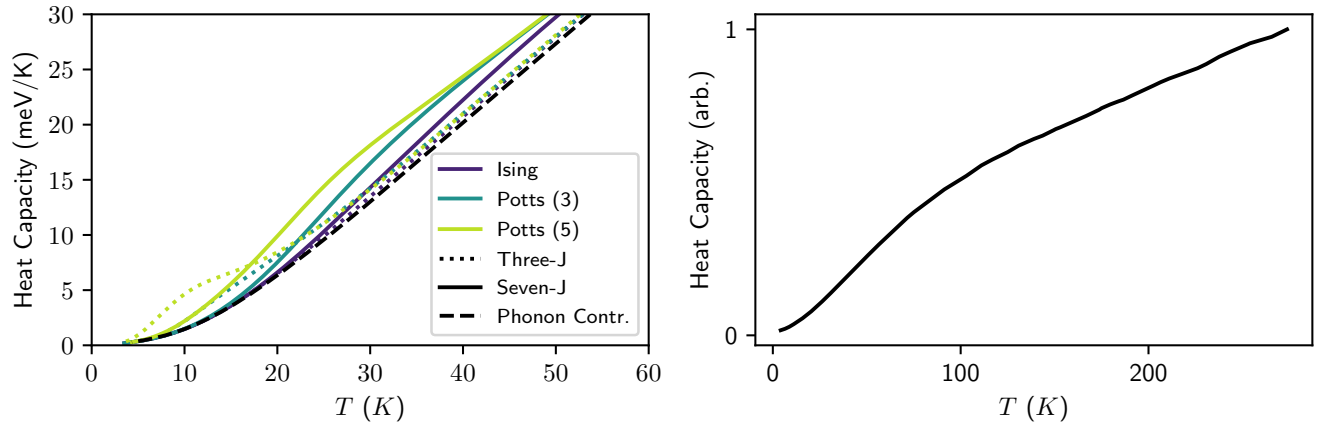 Heat Capacity (meV/K)
30
25
20
15
10
5
0
0 10 20 30 40 50 60
T (K)
Ising
Potts (3)
Potts (5)
Three-J
Seven-J
Phonon Contr.
Heat Capacity (arb.)
1
0
0 100 200
T (K)